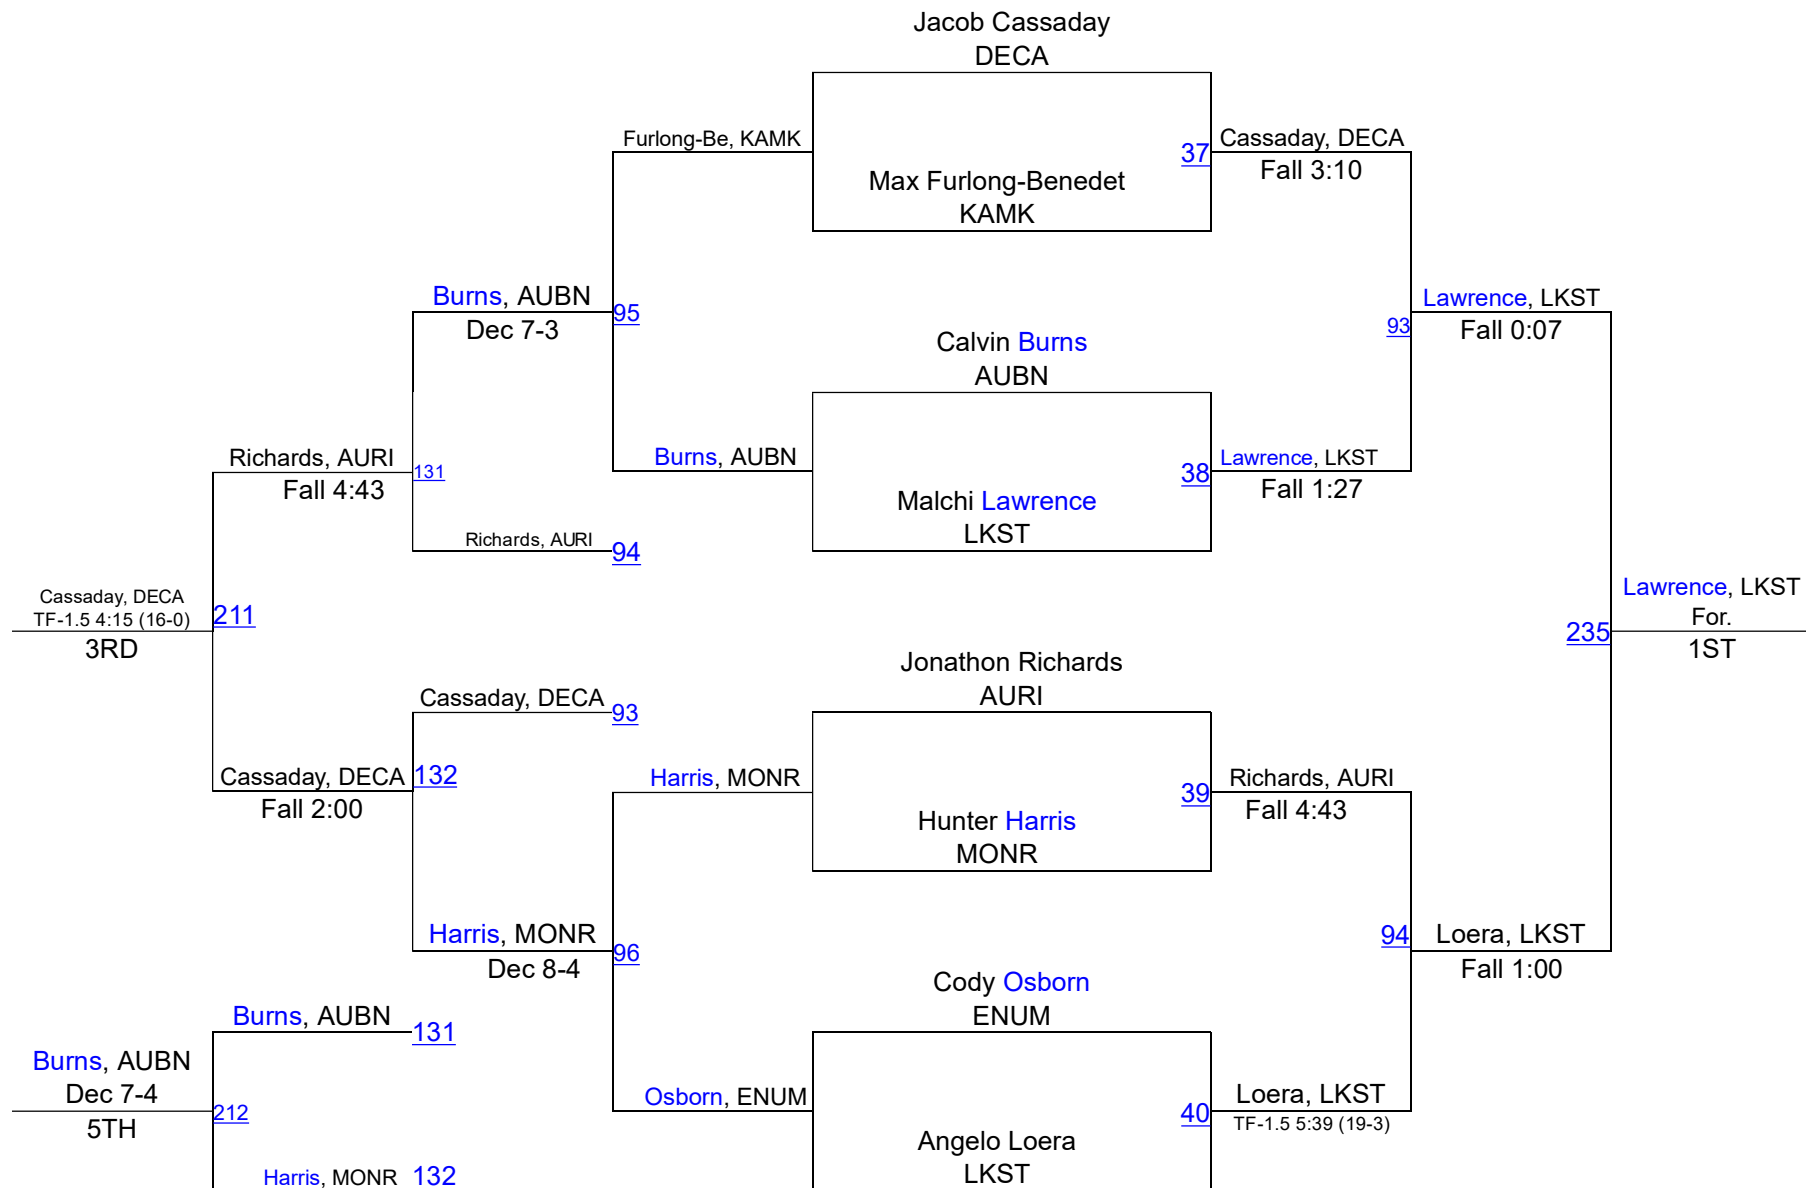 Jacob Cassaday
DECA
Furlong-Be, KAMK
37
Cassaday, DECA
Fall 3:10
Max Furlong-Benedet
KAMK
Burns, AUBN
Dec 7-3
95
Calvin Burns
AUBN
93
Lawrence, LKST
Fall 0:07
Richards, AURI
Fall 4:43
131
Burns, AUBN
38
Lawrence, LKST
Fall 1:27
Malchi Lawrence
LKST
Richards, AURI
94
Cassaday, DECA
TF-1.5 4:15 (16-0)
3RD
211
Lawrence, LKST
For.
1ST
235
Jonathon Richards
AURI
Cassaday, DECA
93
Cassaday, DECA
Fall 2:00
132
Harris, MONR
39
Richards, AURI
Fall 4:43
Hunter Harris
MONR
Harris, MONR
Dec 8-4
96
94
Loera, LKST
Fall 1:00
Cody Osborn
ENUM
Burns, AUBN
131
Burns, AUBN
Dec 7-4
5TH
212
Osborn, ENUM
40
Loera, LKST
TF-1.5 5:39 (19-3)
Angelo Loera
LKST
Harris, MONR
132